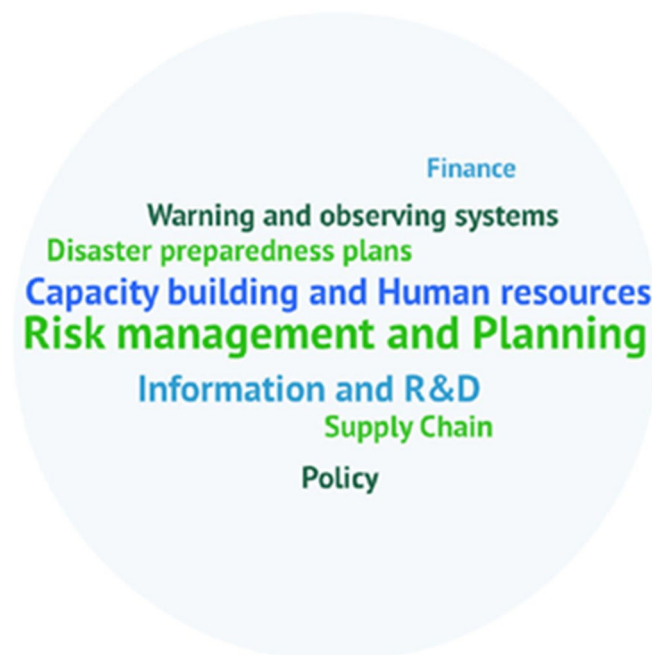 Finance
Warning and observing systems
Disaster preparedness plans
Capacity building and Human resources
Risk management and Planning
Information and R&D
Supply Chain
Policy